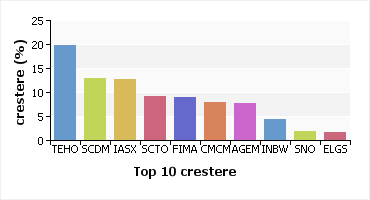 crestere (%)
25
20
15
10
5
0
TEHO SCDM IASX SCTO FIMA CMCM AGEM INBW SNO ELGS
Top 10 crestere